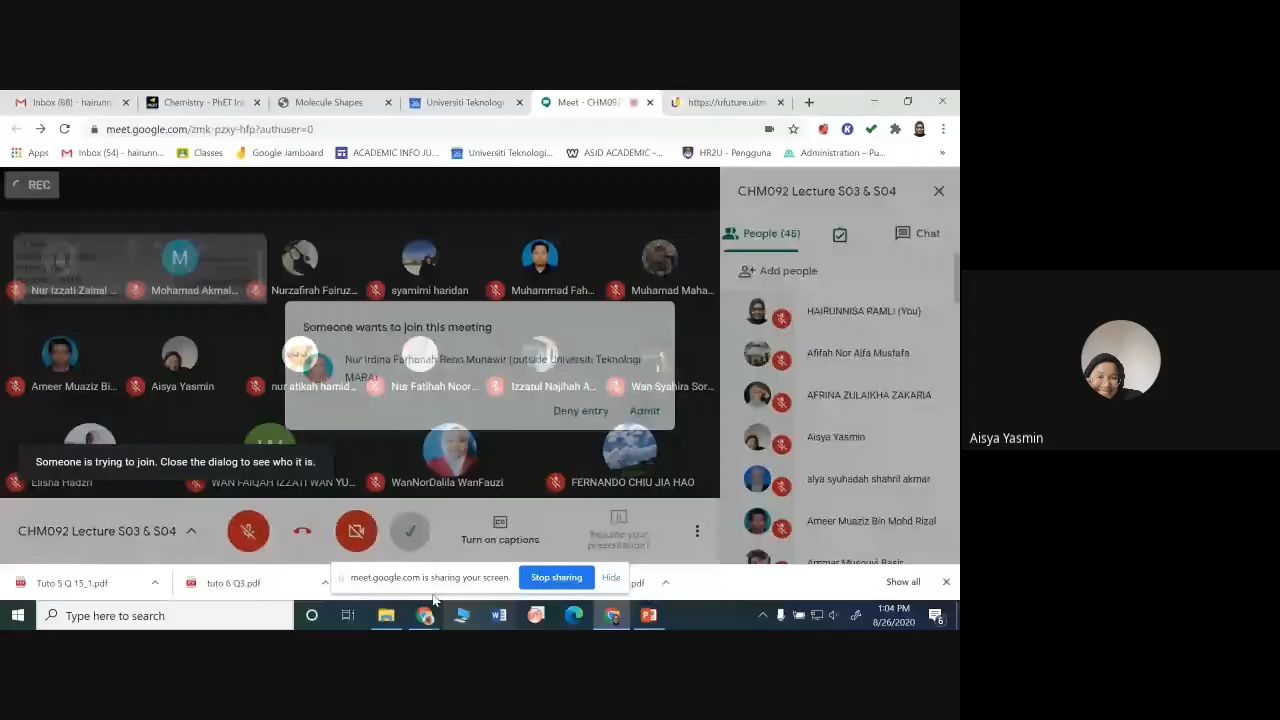 Inbox (68) - hairunn
Chemistry - PhET Int
Molecule Shapes
Universiti Teknologi
Meet - CHM092
https://ufuture.uitm
meet.google.com/zmk-pzxy-hfp?authuser=0
Apps
Inbox (54) - hairunn...
Classes
Google Jamboard
ACADEMIC INFO JU...
Universiti Teknologi...
ASID ACADEMIC -...
HR2U - Pengguna
Administration – Pu...
»
REC
CHM092 Lecture S03 & S04
People (46)
Chat
Add people
M
Nur Izzati Zainal ...
Mohamad Akmal...
Nurzafirah Fairuz...
syamimi haridan
Muhammad Fah...
Muhamad Maha...
Someone wants to join this meeting
Nur Irdina Farhanah Reno Munawir (outside Universiti Teknologi
MARA)
Deny entry
Admit
Ameer Muaziz Bi...
Aisya Yasmin
nur atikah hamid...
Nur Fatihah Noor...
Izzatul Najihah A...
Wan Syahira Sor...
Someone is trying to join. Close the dialog to see who it is.
Elisha Hadzri
WAN FAIQAH IZZATI WAN YU...
WanNorDalila WanFauzi
FERNANDO CHIU JIA HAO
HAIRUNNISA RAMLI (You)
Afifah Nor Aifa Mustafa
AFRINA ZULAIKHA ZAKARIA
Aisya Yasmin
alya syuhadah shahril akmar
Ameer Muaziz Bin Mohd Rizal
Ammar Musouvi Basir
Aisya Yasmin
CHM092 Lecture S03 & S04
Turn on captions
Resume your
presentation?
Tuto 5 Q 15_1.pdf
tuto 6 Q3.pdf
meet.google.com is sharing your screen.
Stop sharing
Hide
pdf
Show all
Type here to search
1:04 PM
8/26/2020
6